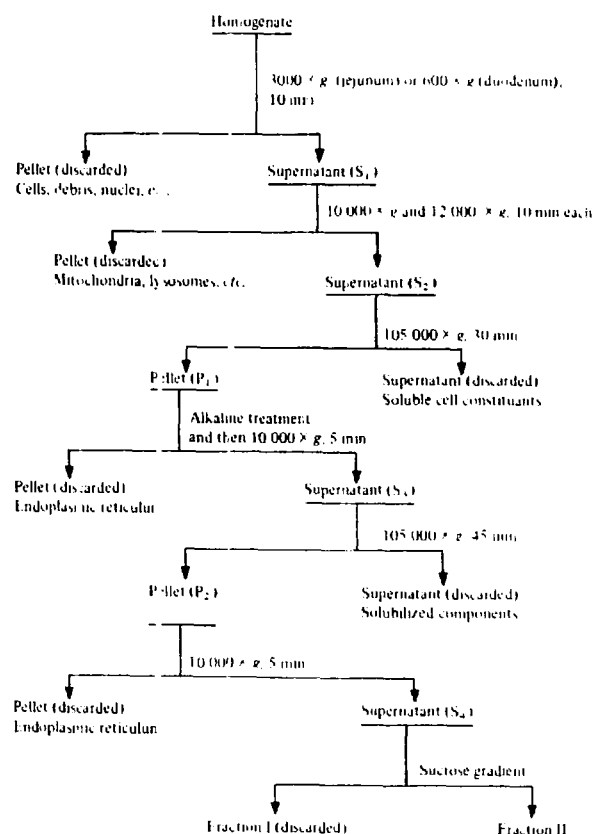 Homogenate
3000 × g (jejunum) or 600 × g (duodenum),
10 min
Pellet (discarded)
Cells, debris, nuclei,
Supernatant (S1)
10 000 × g and 12 000 × g, 10 min each
Pellet (discarded)
Mitochondria, lysosomes, etc.
Supernatant (S2)
105 000 × g, 30 min
Pellet (P1)
Supernatant (discarded)
Soluble cell constituants
Alkaline treatment
and then 10 000 × g, 5 min
Pellet (discarded)
Endoplasmic reticulum
Supernatant (S3)
105 000 × g, 45 min
Pellet (P2)
Supernatant (discarded)
Solubilized components
10 000 × g, 5 min
Pellet (discarded)
Endoplasmic reticulum
Supernatant (S4)
Sucrose gradient
Fraction I (discarded)
Fraction II